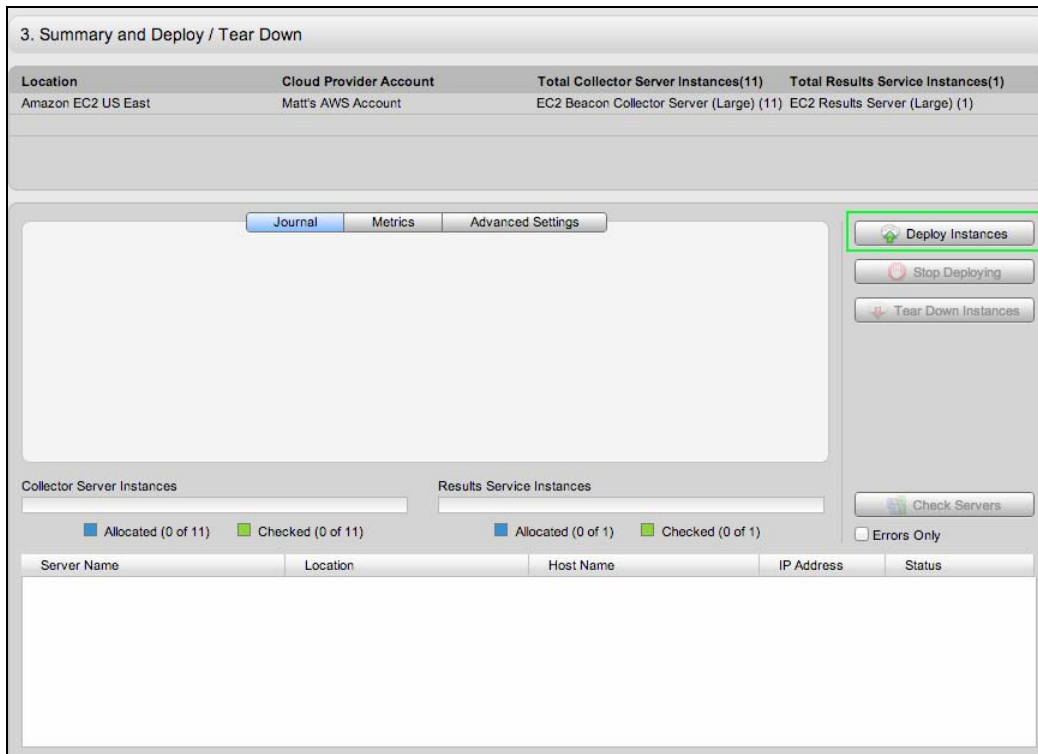 3. Summary and Deploy / Tear Down
Location Cloud Provider Account Total Collector Server Instances(11) Total Results Service Instances(1)
Amazon EC2 US East Matt's AWS Account EC2 Beacon Collector Server (Large) (11) EC2 Results Server (Large) (1)
Journal Metrics Advanced Settings
Deploy Instances
Stop Deploying
Tear Down Instances
Collector Server Instances Results Service Instances
Check Servers
Allocated (0 of 11) Checked (0 of 11) Allocated (0 of 1) Checked (0 of 1) Errors Only
Server Name Location Host Name IP Address Status